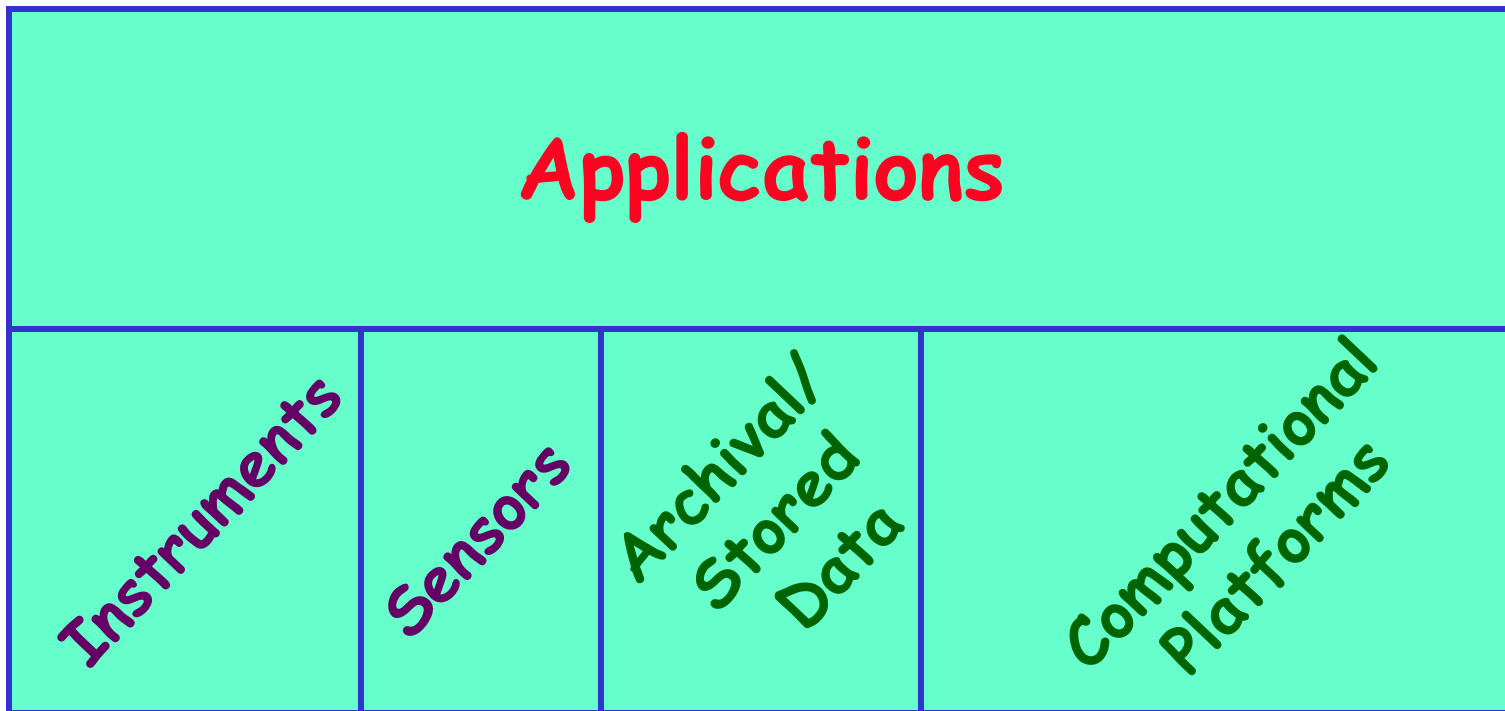 Applications
Instruments
Sensors
Archival/
Stored
Data
Computational
Platforms